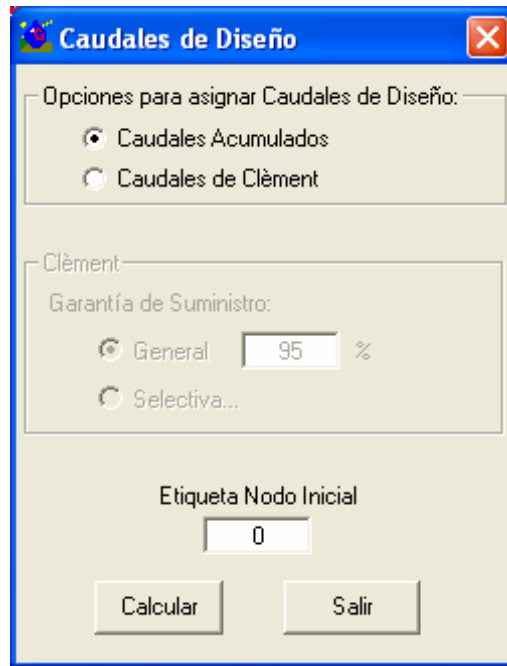 Caudales de Diseño
Opciones para asignar Caudales de Diseño:
Caudales Acumulados
Caudales de Clèment
Clèment
Garantía de Suministro:
General 95 %
Selectiva...
Etiqueta Nodo Inicial
0
Calcular Salir